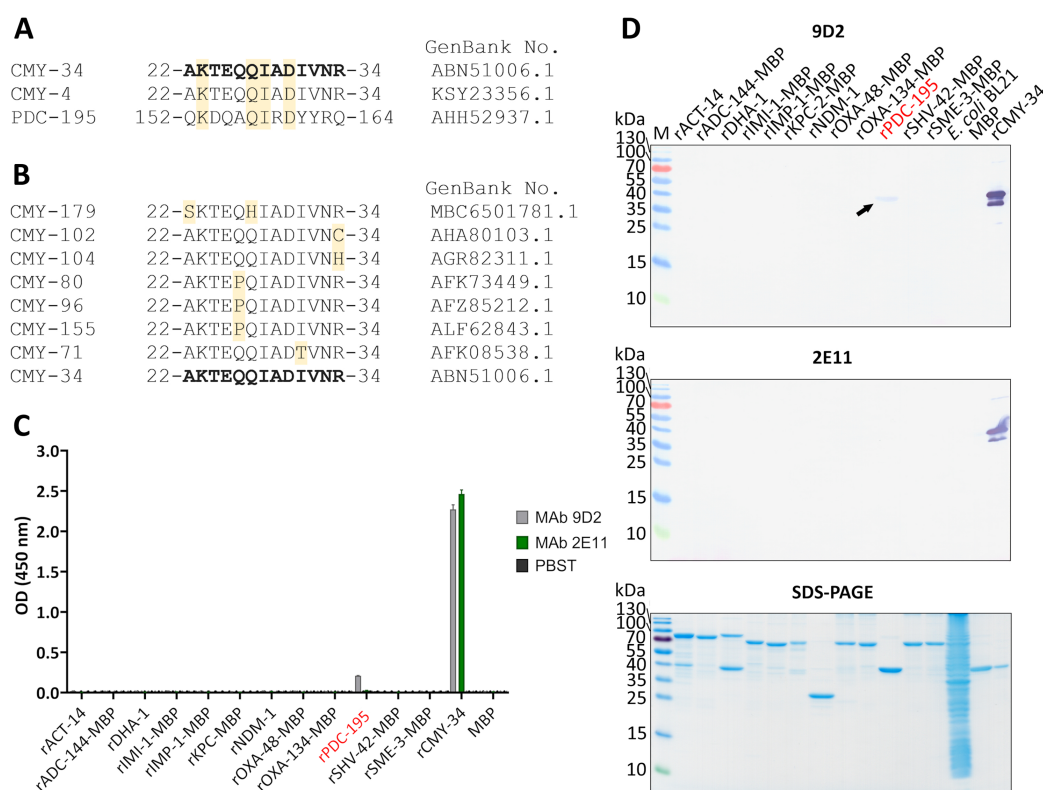 A
GenBank No.
CMY-34 22-AKTEQQIADIVNR-34 ABN51006.1
CMY-4 22-AKTEQQIADIVNR-34 KSY23356.1
PDC-195 152-QKDQAQIRDYYRQ-164 AHH52937.1
B
GenBank No.
CMY-179 22-SKTEQHIADIVNR-34 MBC6501781.1
CMY-102 22-AKTEQQIADIVNC-34 AHA80103.1
CMY-104 22-AKTEQQIADIVNH-34 AGR82311.1
CMY-80 22-AKTEPQIADIVNR-34 AFK73449.1
CMY-96 22-AKTEPQIADIVNR-34 AFZ85212.1
CMY-155 22-AKTEPQIADIVNR-34 ALF62843.1
CMY-71 22-AKTEQQIADTVNR-34 AFK08538.1
CMY-34 22-AKTEQQIADIVNR-34 ABN51006.1
C
OD (450 nm)
3.0
2.5
2.0
1.5
1.0
0.5
0.0
rACT-14
rADC-144-MBP
rDHA-1
rIMI-1-MBP
rIMP-1-MBP
rKPC-MBP
rNDM-1
rOXA-48-MBP
rOXA-134-MBP
rPDC-195
rSHV-42-MBP
rSME-3-MBP
rCMY-34
MBP
MAb 9D2
MAb 2E11
PBST
D
9D2
kDa
M
rACT-14
rADC-144-MBP
rDHA-1
rIMI-1-MBP
rIMP-1-MBP
rKPC-2-MBP
rNDM-1
rOXA-48-MBP
rOXA-134-MBP
rPDC-195
rSHV-42-MBP
rSME-3-MBP
E. coli BL21
MBP
rCMY-34
130
100
70
55
40
35
25
15
10
2E11
kDa
130
100
70
55
40
35
25
15
10
SDS-PAGE
kDa
130
100
70
55
40
35
25
15
10